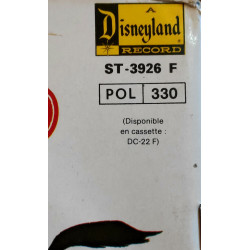 A
Disneyland
RECORD
ST-3926 F
POL 330
(Disponible
en cassette :
DC-22 F)